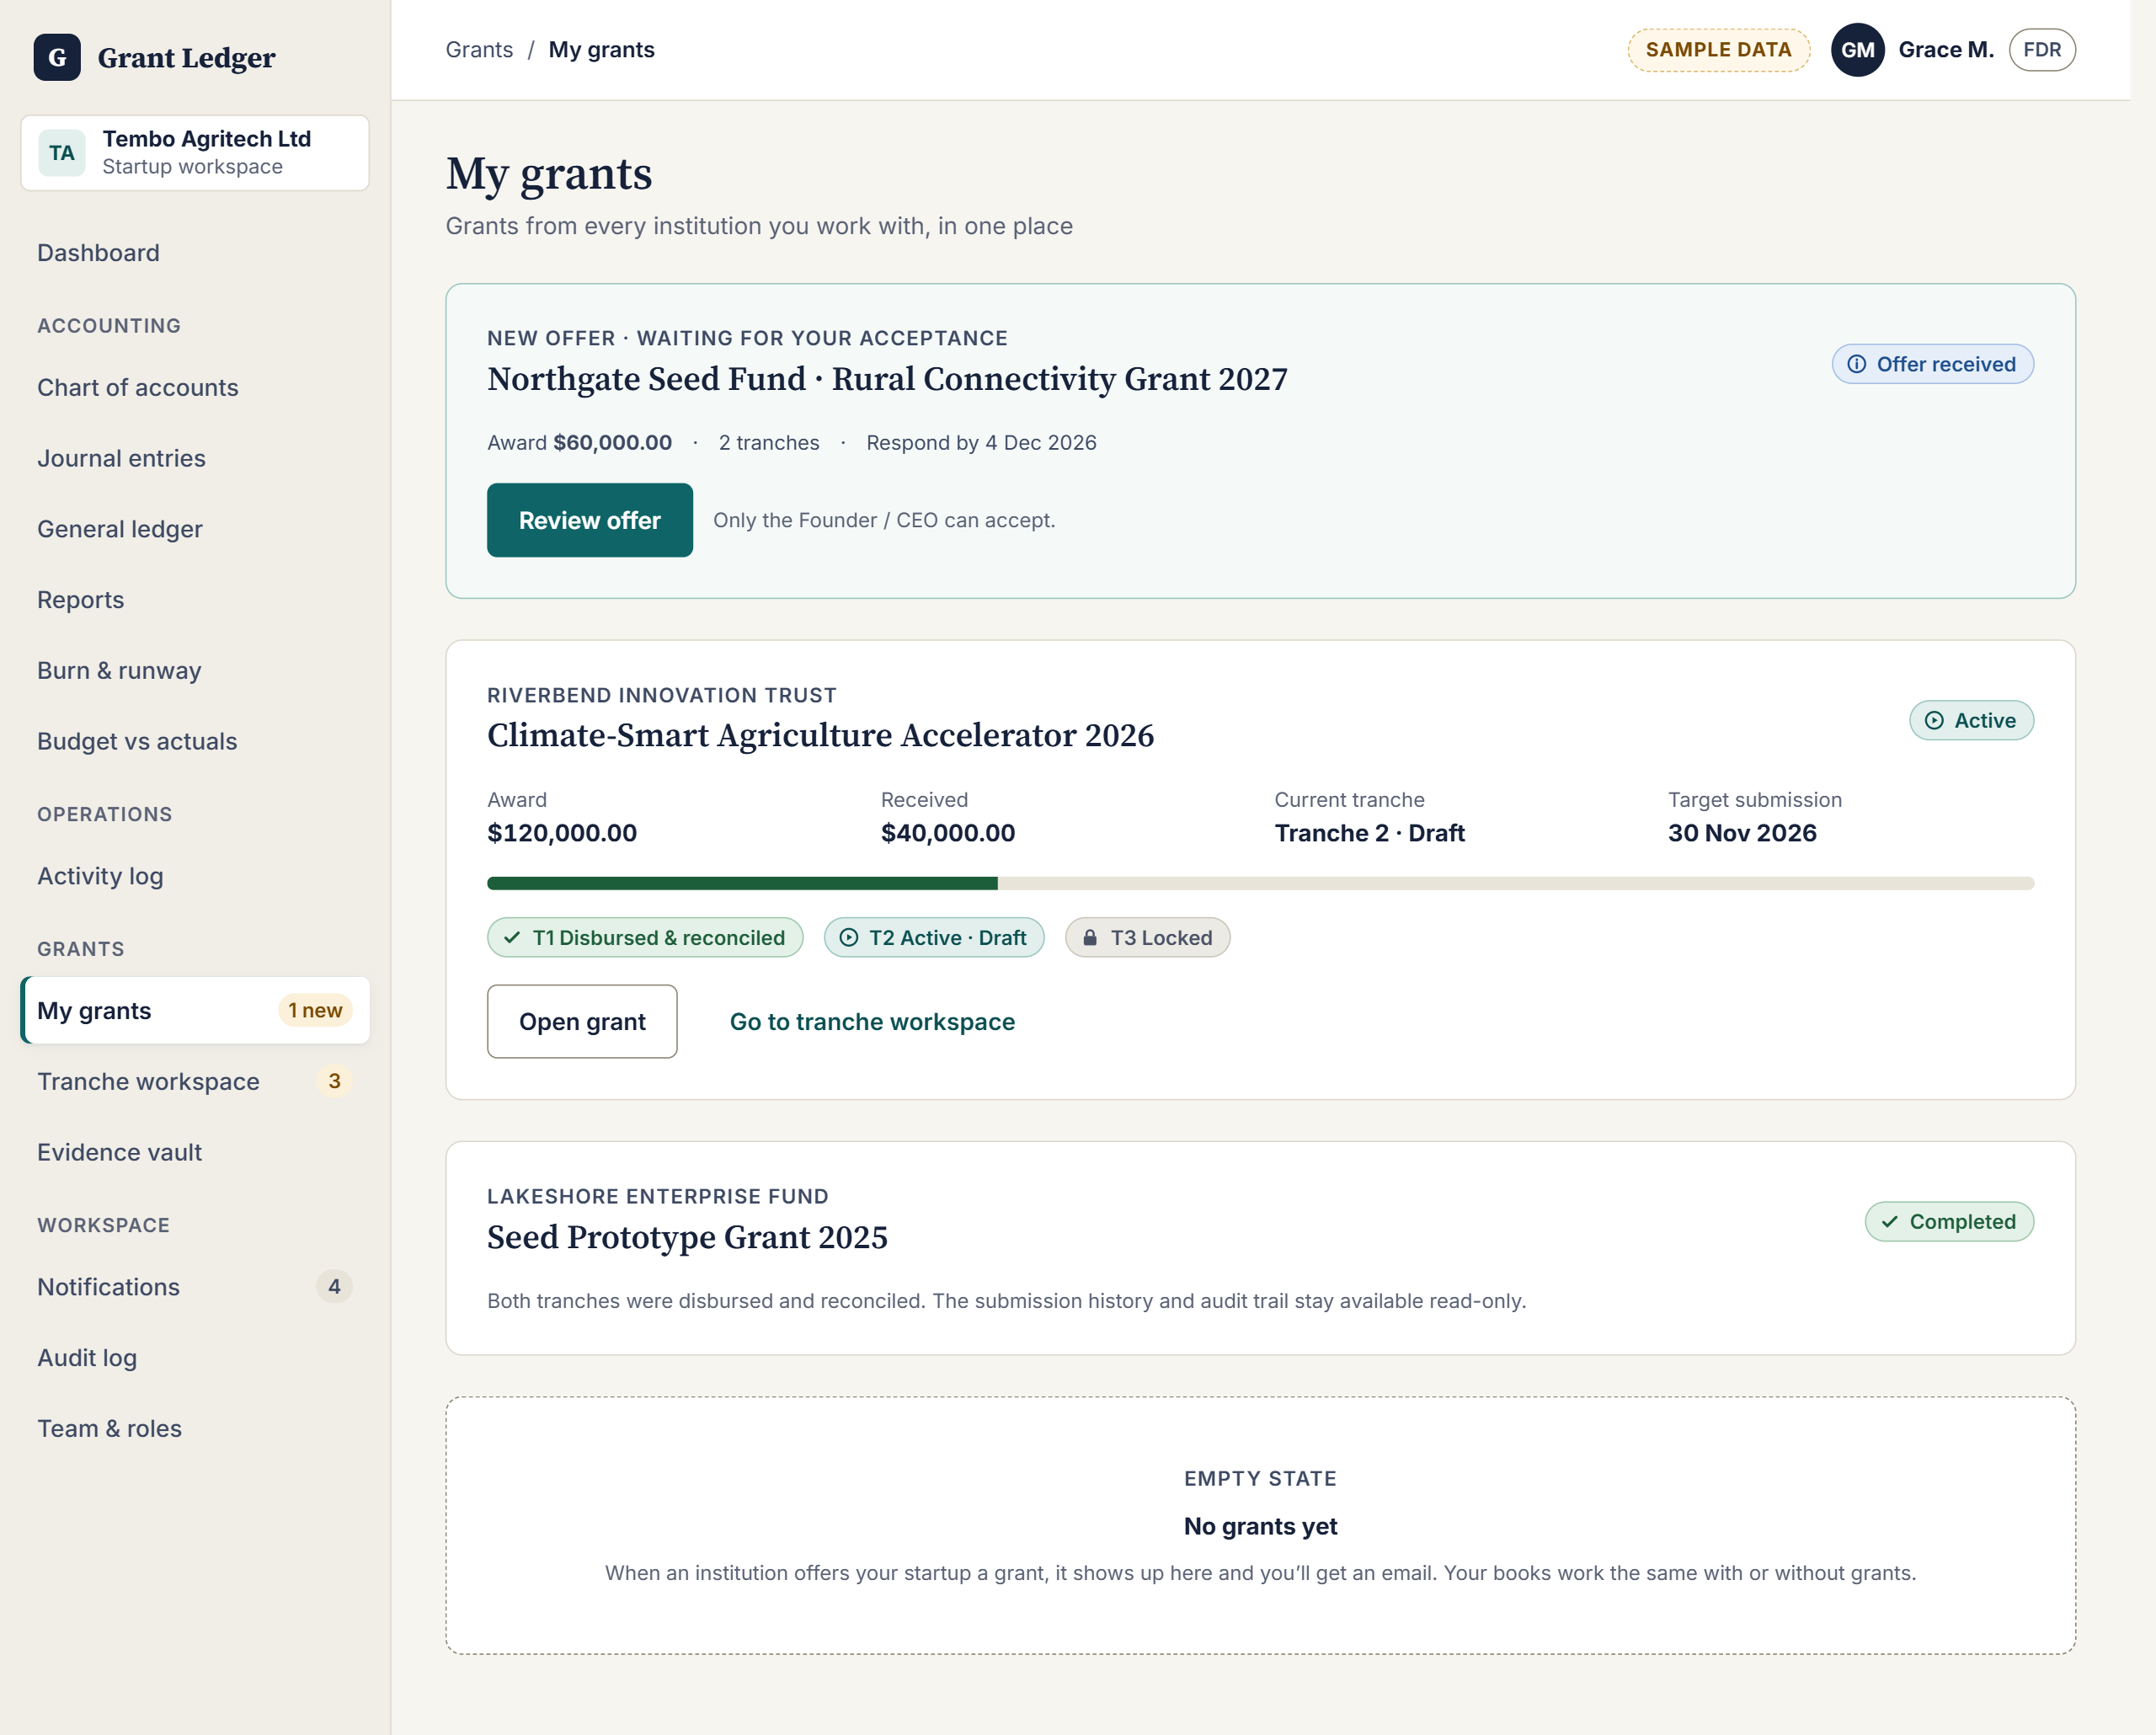 G Grant Ledger
TA Tembo Agritech Ltd
Startup workspace
Dashboard
ACCOUNTING
Chart of accounts
Journal entries
General ledger
Reports
Burn & runway
Budget vs actuals
OPERATIONS
Activity log
GRANTS
My grants 1 new
Tranche workspace 3
Evidence vault
WORKSPACE
Notifications 4
Audit log
Team & roles
Grants / My grants
SAMPLE DATA GM Grace M. FDR
My grants
Grants from every institution you work with, in one place
NEW OFFER · WAITING FOR YOUR ACCEPTANCE
Northgate Seed Fund · Rural Connectivity Grant 2027
Offer received
Award $60,000.00 · 2 tranches · Respond by 4 Dec 2026
Review offer Only the Founder / CEO can accept.
RIVERBEND INNOVATION TRUST
Climate-Smart Agriculture Accelerator 2026
Active
Award Received Current tranche Target submission
$120,000.00 $40,000.00 Tranche 2 · Draft 30 Nov 2026
T1 Disbursed & reconciled T2 Active · Draft T3 Locked
Open grant Go to tranche workspace
LAKESHORE ENTERPRISE FUND
Seed Prototype Grant 2025
Completed
Both tranches were disbursed and reconciled. The submission history and audit trail stay available read-only.
EMPTY STATE
No grants yet
When an institution offers your startup a grant, it shows up here and you’ll get an email. Your books work the same with or without grants.